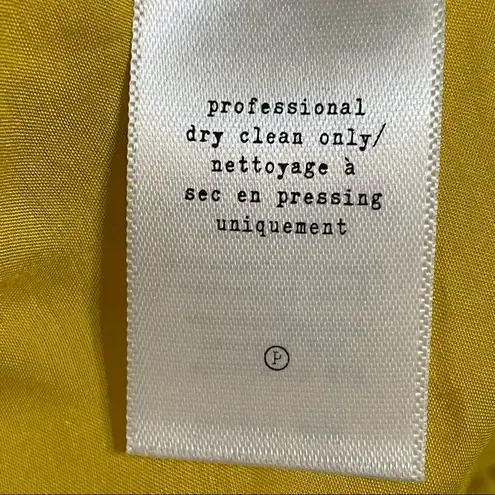 professional
dry clean only/
nettoyage à
sec en pressing
uniquement
P